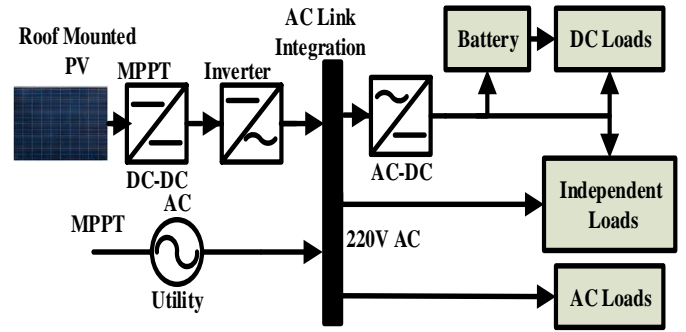 Roof Mounted
PV
MPPT
DC-DC
Inverter
AC Link
Integration
AC-DC
Battery
DC Loads
Independent
Loads
AC Loads
220V AC
MPPT
AC
Utility